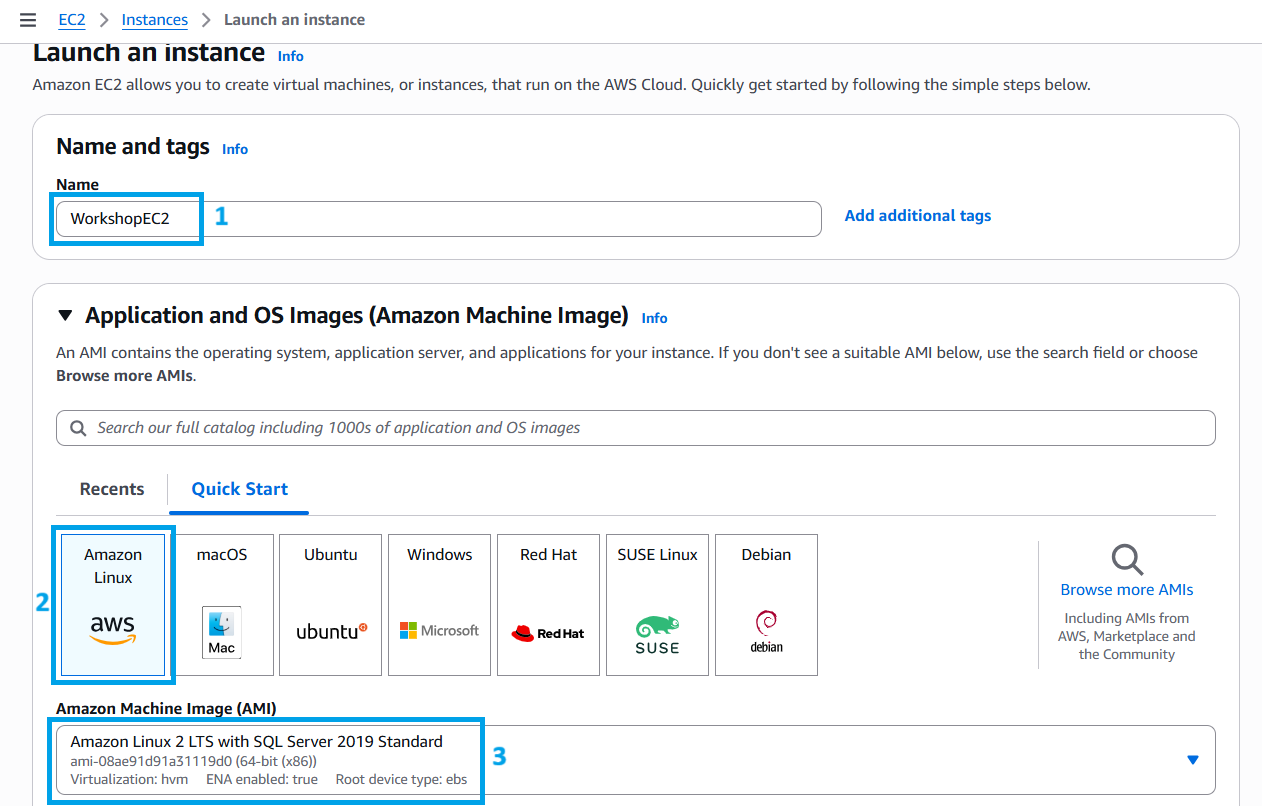 EC2 > Instances > Launch an instance
Launch an instance Info
Amazon EC2 allows you to create virtual machines, or instances, that run on the AWS Cloud. Quickly get started by following the simple steps below.
Name and tags Info
Name
WorkshopEC2 1
Add additional tags
Application and OS Images (Amazon Machine Image) Info
An AMI contains the operating system, application server, and applications for your instance. If you don't see a suitable AMI below, use the search field or choose
Browse more AMIs.
Search our full catalog including 1000s of application and OS images
Recents Quick Start
2
Amazon
Linux
aws
macOS
Mac
Ubuntu
ubuntu
Windows
Microsoft
Red Hat
Red Hat
SUSE Linux
SUSE
Debian
debian
Browse more AMIs
Including AMIs from
AWS, Marketplace and
the Community
Amazon Machine Image (AMI)
Amazon Linux 2 LTS with SQL Server 2019 Standard
ami-08ae91d91a31119d0 (64-bit (x86))
Virtualization: hvm ENA enabled: true Root device type: ebs
3